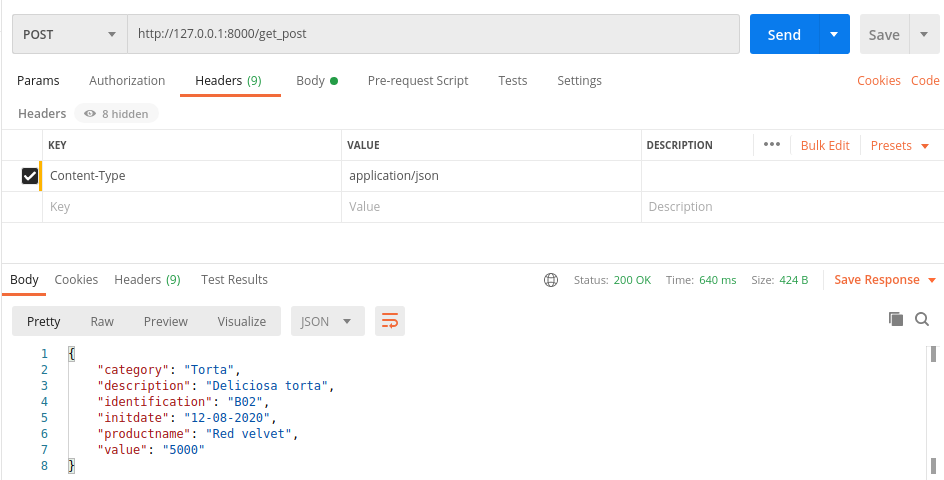 POST http://127.0.0.1:8000/get_post Send Save
Params Authorization Headers (9) Body Pre-request Script Tests Settings Cookies Code
Headers 8 hidden
KEY VALUE DESCRIPTION ••• Bulk Edit Presets
Content-Type application/json
Key Value Description
Body Cookies Headers (9) Test Results Status: 200 OK Time: 640 ms Size: 424 B Save Response
Pretty Raw Preview Visualize JSON
1 {
2 "category": "Torta",
3 "description": "Deliciosa torta",
4 "identification": "B02",
5 "initdate": "12-08-2020",
6 "productname": "Red velvet",
7 "value": "5000"
8 }